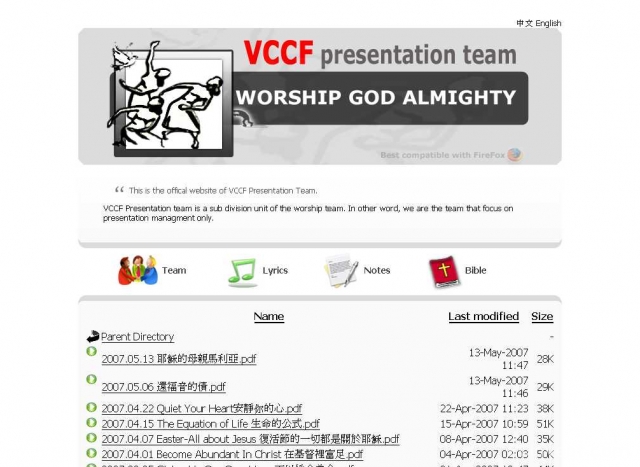 中文 English
VCCF presentation team
WORSHIP GOD ALMIGHTY
Best compatible with FireFox
“ This is the offical website of VCCF Presentation Team.
VCCF Presentation team is a sub division unit of the worship team. In other word, we are the team that focus on
presentation managment only.
Team Lyrics Notes Bible
Name Last modified Size
Parent Directory -
2007.05.13 耶穌的母親馬利亞.pdf 13-May-2007 11:47 28K
2007.05.06 還福音的債.pdf 13-May-2007 11:46 29K
2007.04.22 Quiet Your Heart安靜你的心.pdf 22-Apr-2007 11:23 38K
2007.04.15 The Equation of Life 生命的公式.pdf 15-Apr-2007 10:59 51K
2007.04.07 Easter-All about Jesus 復活節的一切都是關於耶穌.pdf 08-Apr-2007 12:40 35K
2007.04.01 Become Abundant In Christ 在基督裡富足.pdf 04-Apr-2007 02:03 50K